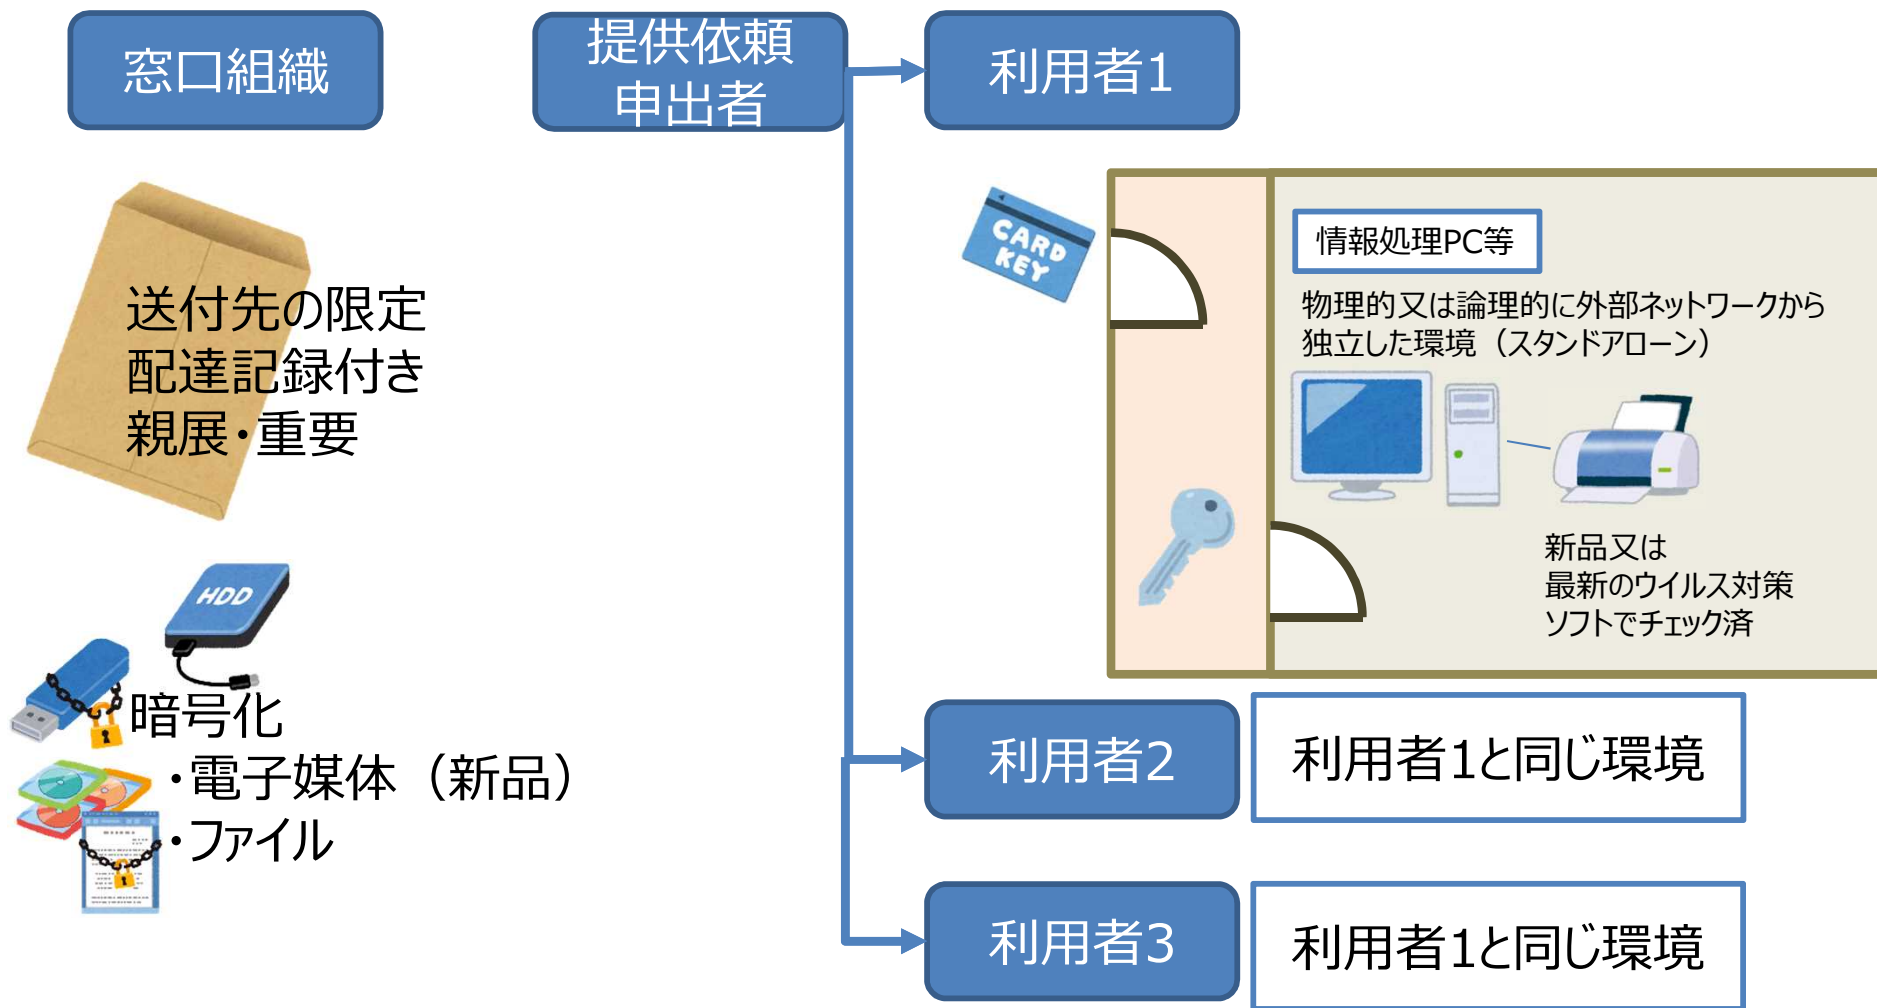 窓口組織
提供依頼
申出者
利用者1
送付先の限定
配達記録付き
親展・重要
CARD
KEY
情報処理PC等
物理的又は論理的に外部ネットワークから
独立した環境（スタンドアローン）
新品又は
最新のウイルス対策
ソフトでチェック済
HDD
暗号化
・電子媒体（新品）
・ファイル
利用者2
利用者1と同じ環境
利用者3
利用者1と同じ環境